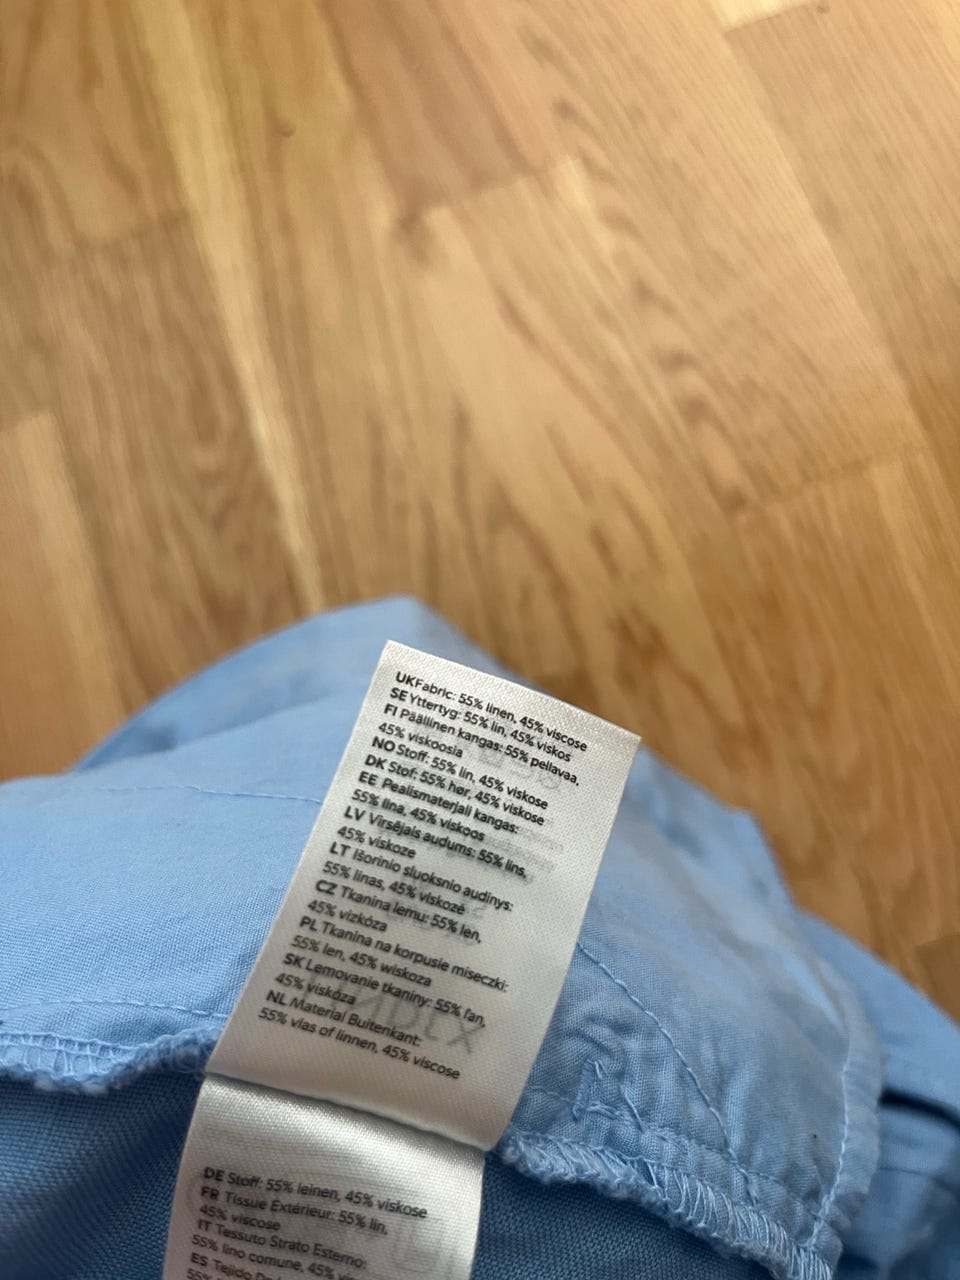 UKFabric: 55% linen, 45% viscose
SE Yttertyg: 55% lin, 45% viskos
FI Päällinen kangas: 55% pellavaa,
45% viskoosia
NO Stoff: 55% lin, 45% viskose
DK Stof: 55% hør, 45% viskose
EE Pealismaterjali kangas:
55% lina, 45% viskoos
LV Virsējais audums: 55% lins,
45% viskoze
LT Išorinio sluoksnio audinys:
55% linas, 45% viskozė
CZ Tkanina lemu: 55% len,
45% vizkóza
PL Tkanina na korpusie miseczki:
55% len, 45% wiskoza
SK Lemovanie tkaniny: 55% ľan,
45% viskóza
NL Material Buitenkant:
55% vlas of linnen, 45% viscose
DE Stoff: 55% leinen, 45% viskose
FR Tissue Extérieur: 55% lin,
45% viscose
IT Tessuto Strato Esterno:
55% lino comune, 45%
ES Tejido
55%